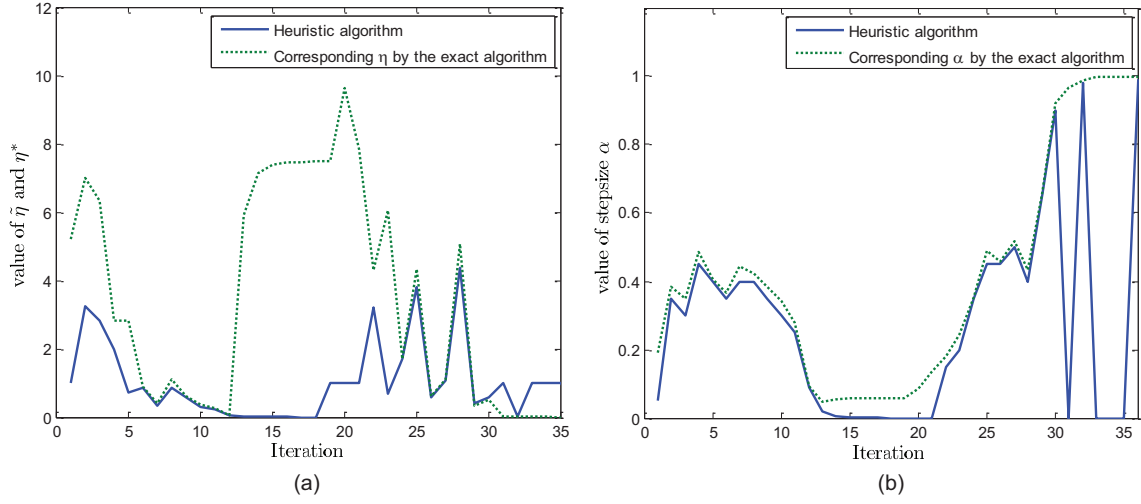 12
10
8
6
4
2
0
value of η̃ and η*
Heuristic algorithm
Corresponding η by the exact algorithm
0 5 10 15 20 25 30 35
Iteration
(a)
1
0.8
0.6
0.4
0.2
0
value of stepsize α
Heuristic algorithm
Corresponding α by the exact algorithm
0 5 10 15 20 25 30 35
Iteration
(b)